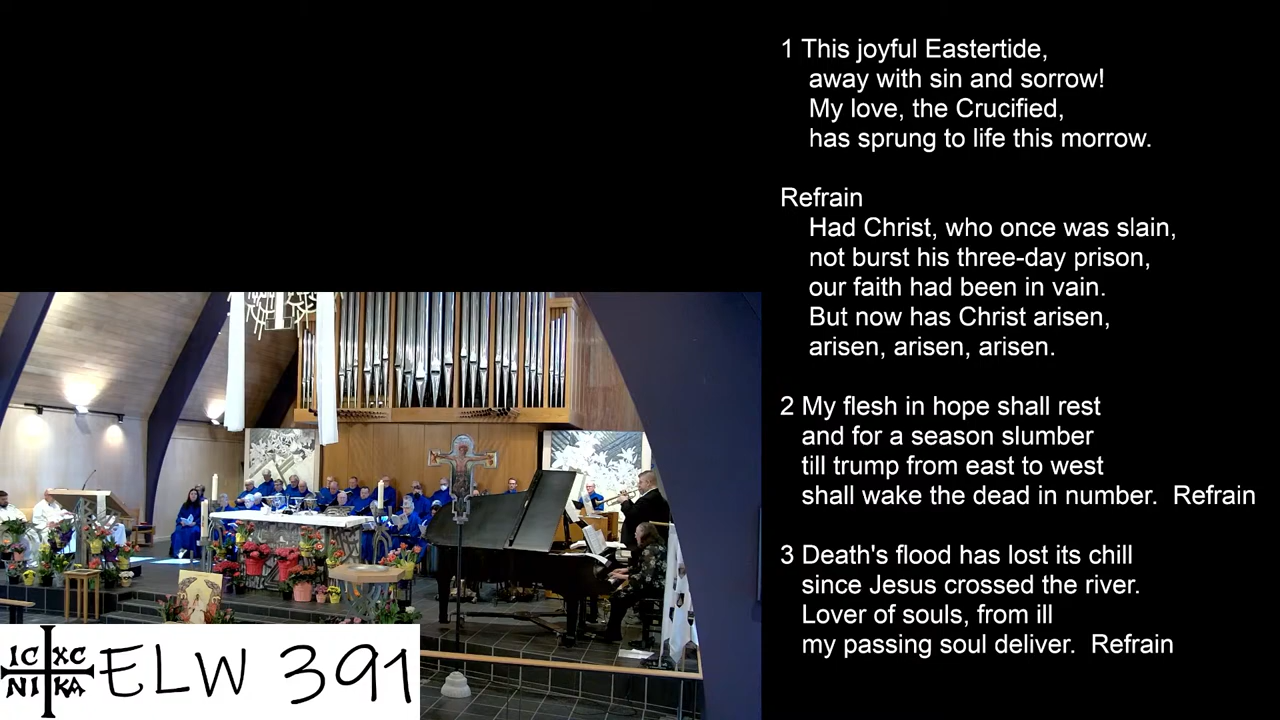 1 This joyful Eastertide,
away with sin and sorrow!
My love, the Crucified,
has sprung to life this morrow.
Refrain
Had Christ, who once was slain,
not burst his three-day prison,
our faith had been in vain.
But now has Christ arisen,
arisen, arisen, arisen.
2 My flesh in hope shall rest
and for a season slumber
till trump from east to west
shall wake the dead in number.  Refrain
3 Death's flood has lost its chill
since Jesus crossed the river.
Lover of souls, from ill
my passing soul deliver.  Refrain
IC XC
NI KA
ELW 391